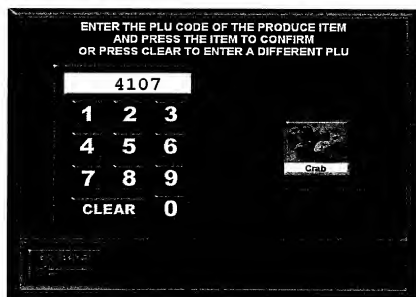 ENTER THE PLU CODE OF THE PRODUCE ITEM
AND PRESS THE ITEM TO CONFIRM
OR PRESS CLEAR TO ENTER A DIFFERENT PLU
4107
1 2 3
4 5 6
7 8 9
CLEAR 0
Crab